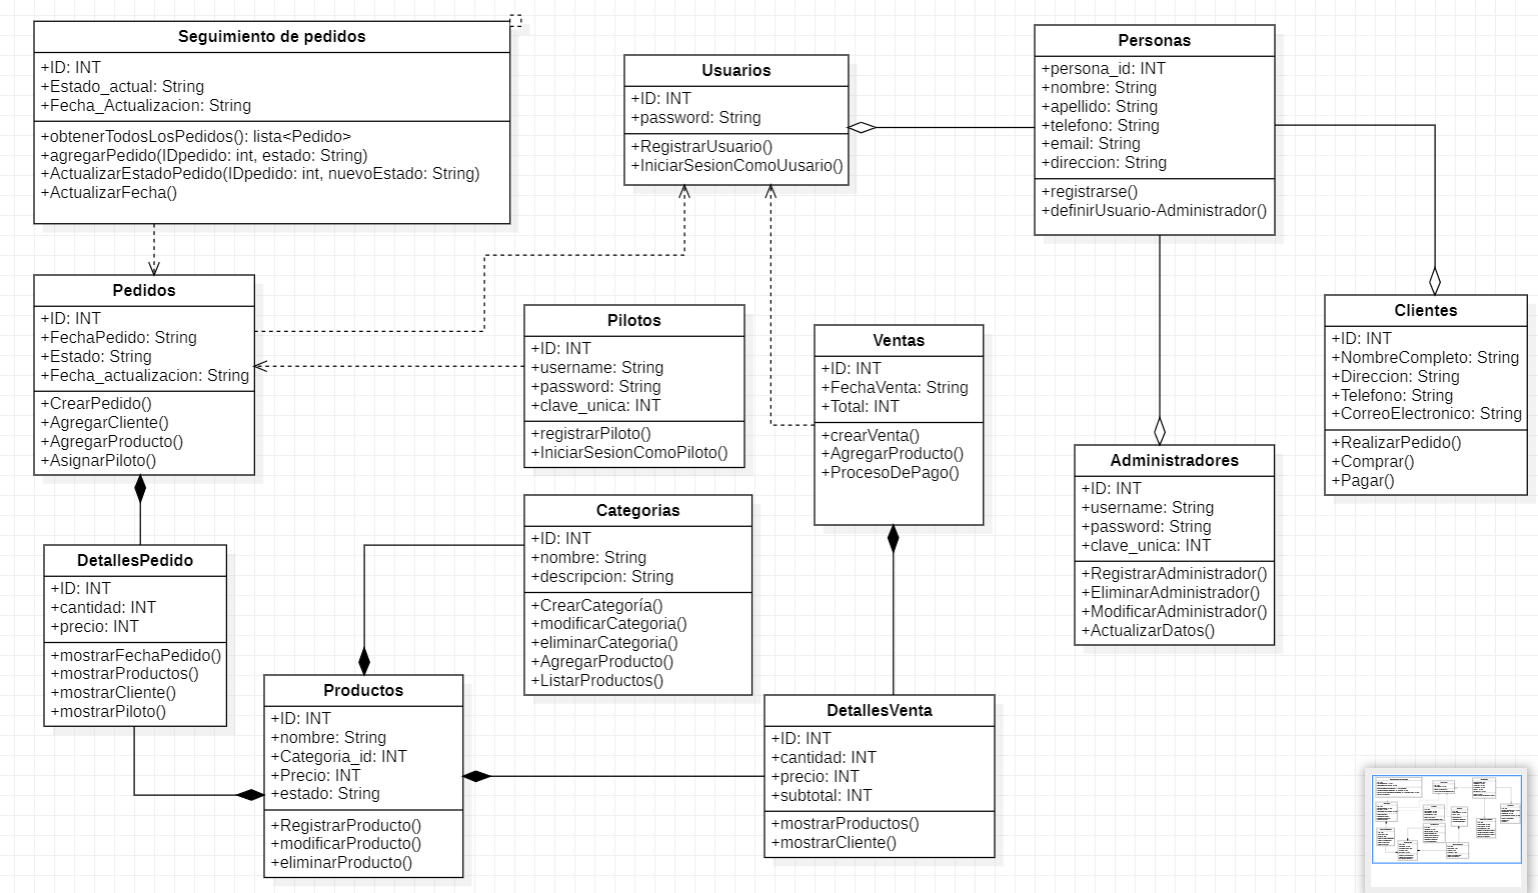 Seguimiento de pedidos
+ID: INT
+Estado_actual: String
+Fecha_Actualizacion: String
+obtenerTodosLosPedidos(): lista<Pedido>
+agregarPedido(IDpedido: int, estado: String)
+ActualizarEstadoPedido(IDpedido: int, nuevoEstado: String)
+ActualizarFecha()
Usuarios
+ID: INT
+password: String
+RegistrarUsuario()
+IniciarSesionComoUusario()
Personas
+persona_id: INT
+nombre: String
+apellido: String
+telefono: String
+email: String
+direccion: String
+registrarse()
+definirUsuario-Administrador()
Pedidos
+ID: INT
+FechaPedido: String
+Estado: String
+Fecha_actualizacion: String
+CrearPedido()
+AgregarCliente()
+AgregarProducto()
+AsignarPiloto()
Pilotos
+ID: INT
+username: String
+password: String
+clave_unica: INT
+registrarPiloto()
+IniciarSesionComoPiloto()
Ventas
+ID: INT
+FechaVenta: String
+Total: INT
+crearVenta()
+AgregarProducto()
+ProcesoDePago()
Clientes
+ID: INT
+NombreCompleto: String
+Direccion: String
+Telefono: String
+CorreoElectronico: String
+RealizarPedido()
+Comprar()
+Pagar()
Administradores
+ID: INT
+username: String
+password: String
+clave_unica: INT
+RegistrarAdministrador()
+EliminarAdministrador()
+ModificarAdministrador()
+ActualizarDatos()
Categorias
+ID: INT
+nombre: String
+descripcion: String
+CrearCategoría()
+modificarCategoria()
+eliminarCategoria()
+AgregarProducto()
+ListarProductos()
DetallesPedido
+ID: INT
+cantidad: INT
+precio: INT
+mostrarFechaPedido()
+mostrarProductos()
+mostrarCliente()
+mostrarPiloto()
Productos
+ID: INT
+nombre: String
+Categoria_id: INT
+Precio: INT
+estado: String
+RegistrarProducto()
+modificarProducto()
+eliminarProducto()
DetallesVenta
+ID: INT
+cantidad: INT
+precio: INT
+subtotal: INT
+mostrarProductos()
+mostrarCliente()